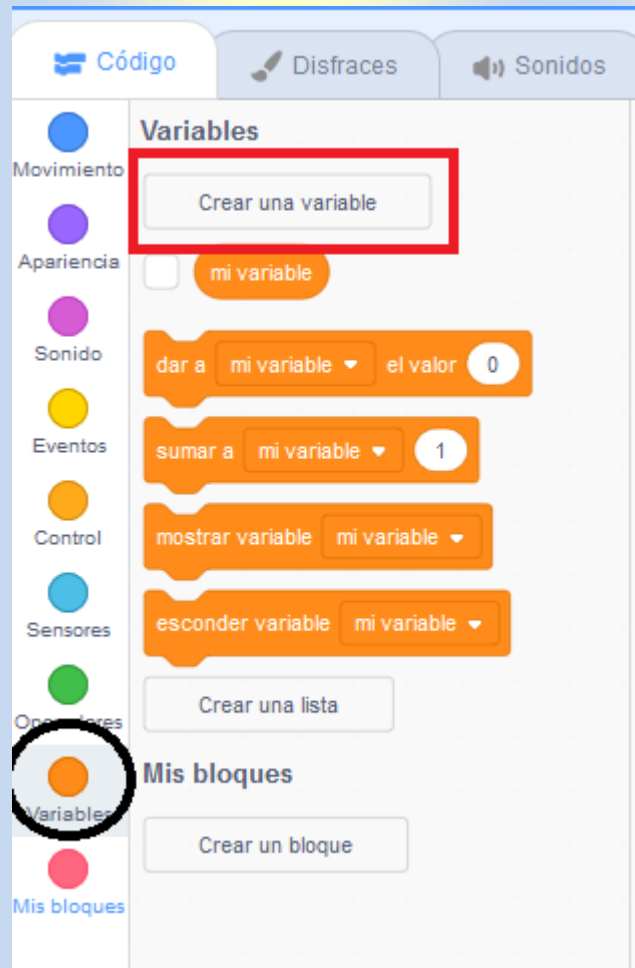 Código
Disfraces
Sonidos
Movimiento
Apariencia
Sonido
Eventos
Control
Sensores
Operadores
Variables
Mis bloques
Variables
Crear una variable
mi variable
dar a mi variable el valor 0
sumar a mi variable 1
mostrar variable mi variable
esconder variable mi variable
Crear una lista
Mis bloques
Crear un bloque